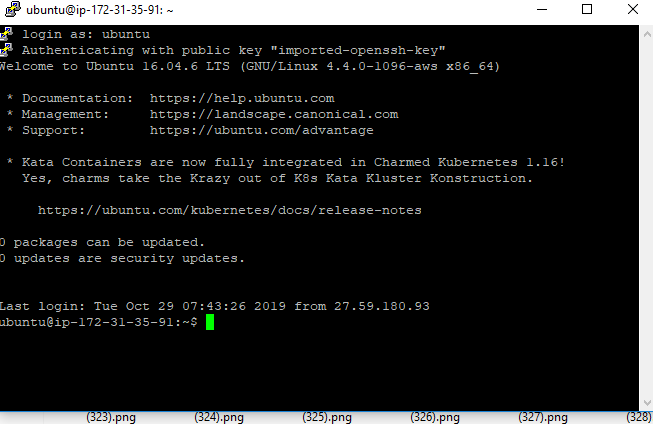 ubuntu@ip-172-31-35-91: ~
login as: ubuntu
Authenticating with public key "imported-openssh-key"
Welcome to Ubuntu 16.04.6 LTS (GNU/Linux 4.4.0-1096-aws x86_64)
* Documentation:  https://help.ubuntu.com
* Management:     https://landscape.canonical.com
* Support:        https://ubuntu.com/advantage
* Kata Containers are now fully integrated in Charmed Kubernetes 1.16!
Yes, charms take the Krazy out of K8s Kata Kluster Konstruction.
https://ubuntu.com/kubernetes/docs/release-notes
0 packages can be updated.
0 updates are security updates.
Last login: Tue Oct 29 07:43:26 2019 from 27.59.180.93
ubuntu@ip-172-31-35-91:~$
(323).png (324).png (325).png (326).png (327).png (328)